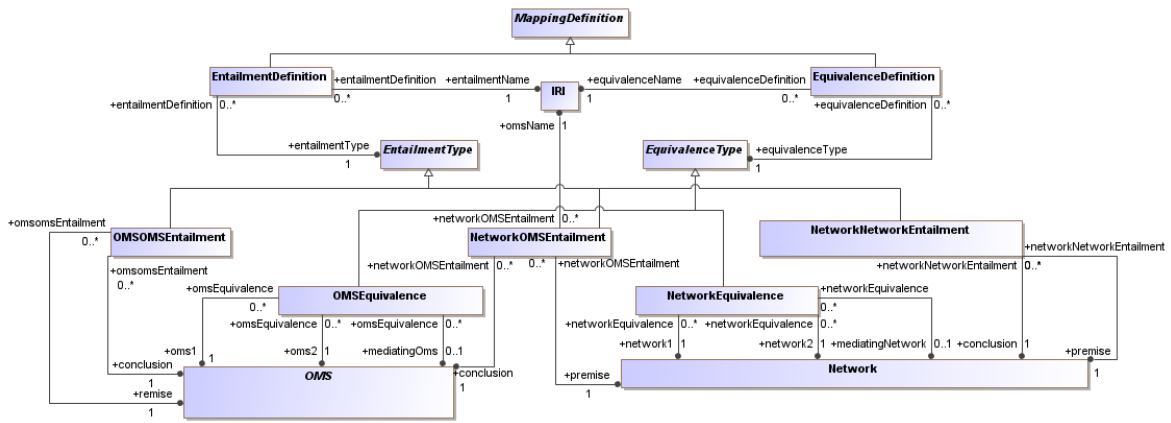 MappingDefinition
EntailmentDefinition
+entailmentDefinition
+entailmentName
0..*
1
IRI
+equivalenceName
+equivalenceDefinition
1
0..*
EquivalenceDefinition
+entailmentDefinition
0..*
+omsName
1
+equivalenceDefinition
0..*
+entailmentType
1
EntailmentType
EquivalenceType
+equivalenceType
1
+omsomsEntailment
0..*
OMSOMSEntailment
+networkOMSEntailment
0..*
NetworkOMSEntailment
NetworkNetworkEntailment
+networkNetworkEntailment
+omsomsEntailment
0..*
+networkOMSEntailment
0..*
0..*
+networkOMSEntailment
+networkNetworkEntailment
0..*
+omsEquivalence
0..*
OMSEquivalence
NetworkEquivalence
+networkEquivalence
0..*
+omsEquivalence
0..*
+omsEquivalence
0..*
+networkEquivalence
0..*
+networkEquivalence
0..*
+oms1
1
+oms2
1
+mediatingOms
0..1
+network1
1
+network2
1
+mediatingNetwork
0..1
+conclusion
1
+premise
1
+conclusion
1
OMS
+conclusion
1
Network
+remise
1
+premise
1